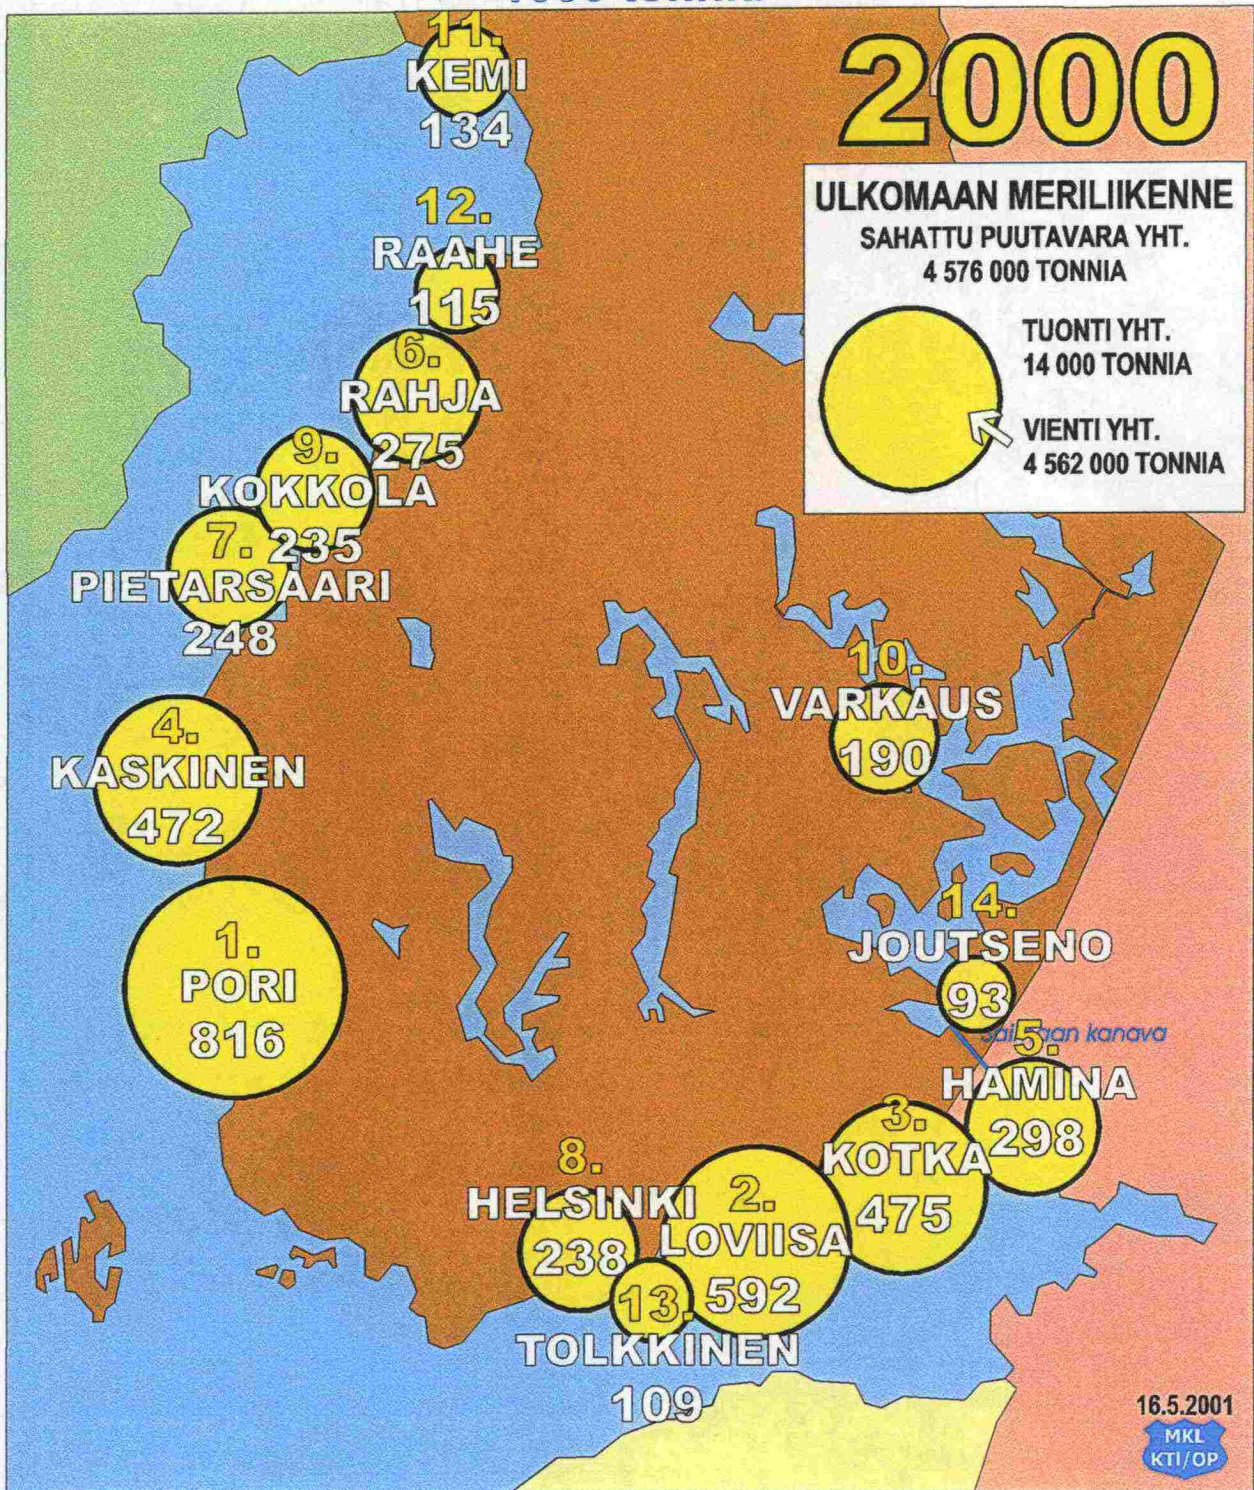 2000
ULKOMAAN MERILIIKENNE
SAHATTU PUUTAVARA YHT.
4 576 000 TONNIA
TUONTI YHT.
14 000 TONNIA
VIENTI YHT.
4 562 000 TONNIA
11.
KEMI
134
12.
RAAHE
115
6.
RAHJA
275
9.
KOKKOLA
235
7.
PIETARSAARI
248
10.
VARKAUS
190
4.
KASKINEN
472
1.
PORI
816
14.
JOUTSENO
93
kanava
5.
HAMINA
298
3.
KOTKA
475
8.
HELSINKI
238
2.
LOVIISA
592
13.
TOLKKINEN
109
16.5.2001
MKL
KTI/OP